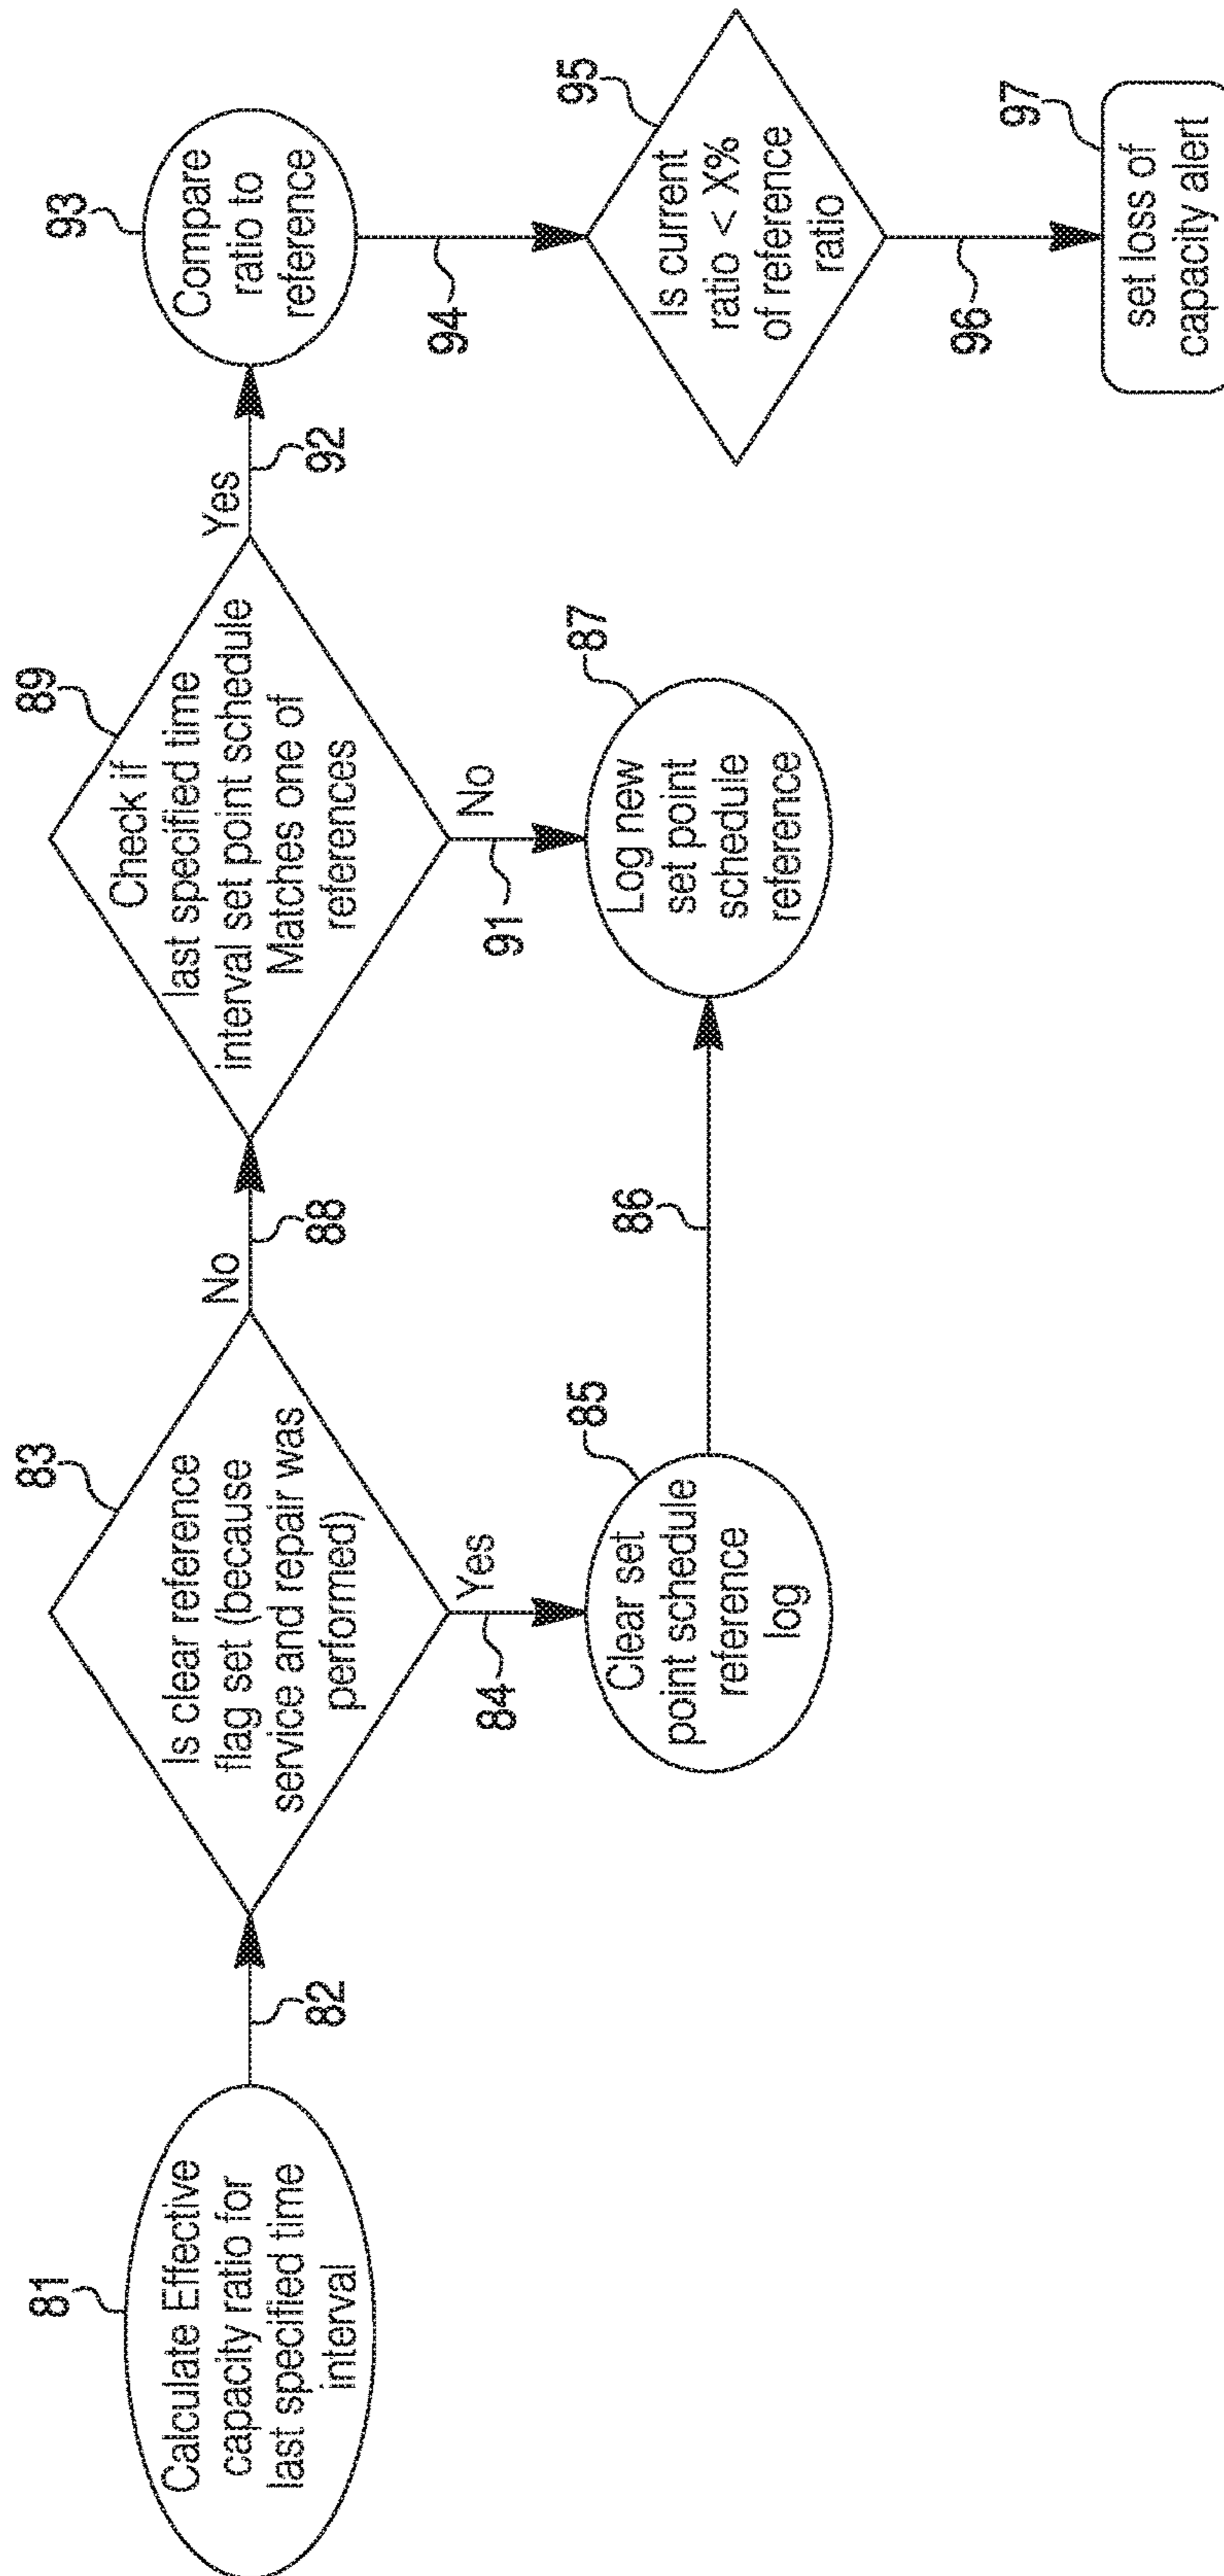 81
Calculate Effective
capacity ratio for
last specified time
interval
82
83
Is clear reference
flag set (because
service and repair was
performed)
No
88
Yes
84
85
Clear set
point schedule
reference
log
86
89
Check if
last specified time
interval set point schedule
Matches one of
references
Yes
92
No
91
87
Log new
set point
schedule
reference
93
Compare
ratio to
reference
94
95
Is current
ratio < X%
of reference
ratio
96
97
set loss of
capacity alert